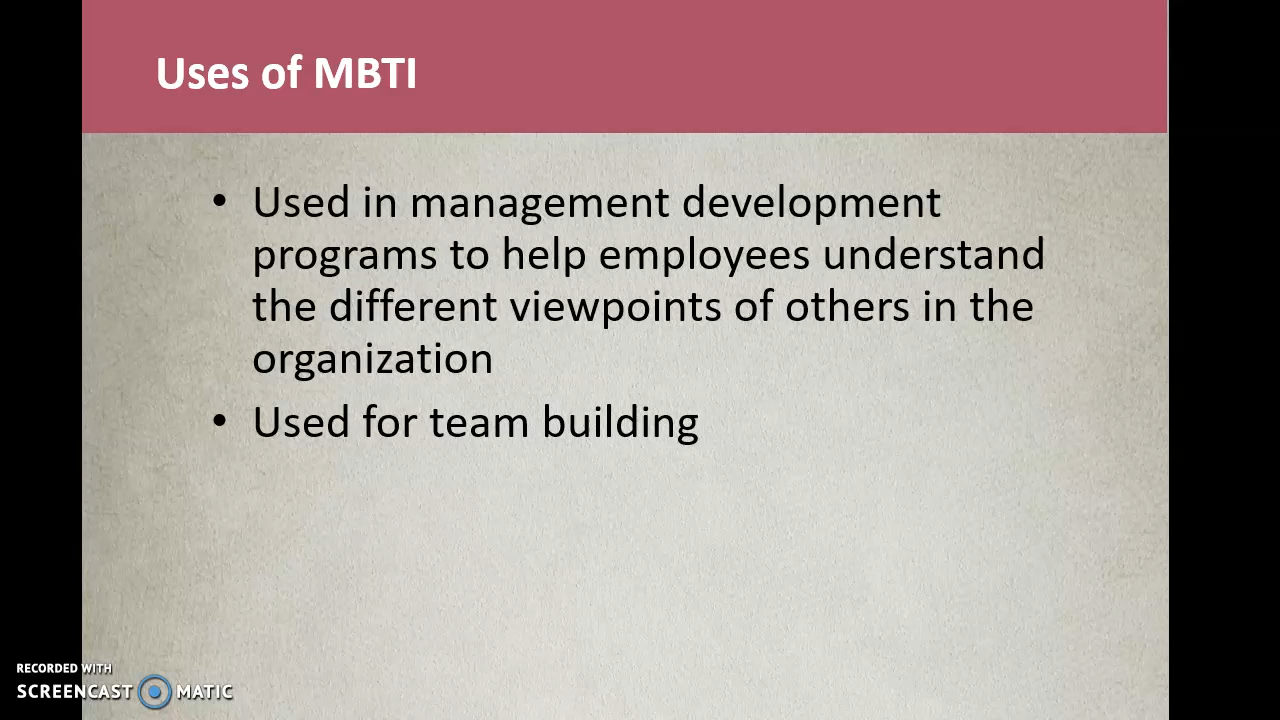 Uses of MBTI
• Used in management development
programs to help employees understand
the different viewpoints of others in the
organization
• Used for team building
RECORDED WITH
SCREENCAST MATIC